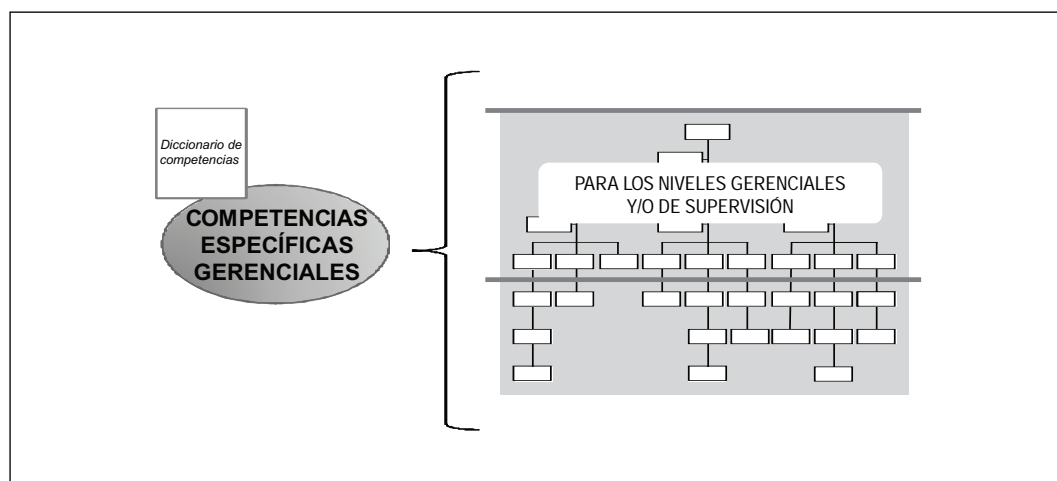 Diccionario de
competencias
COMPETENCIAS
ESPECÍFICAS
GERENCIALES
PARA LOS NIVELES GERENCIALES
Y/O DE SUPERVISIÓN